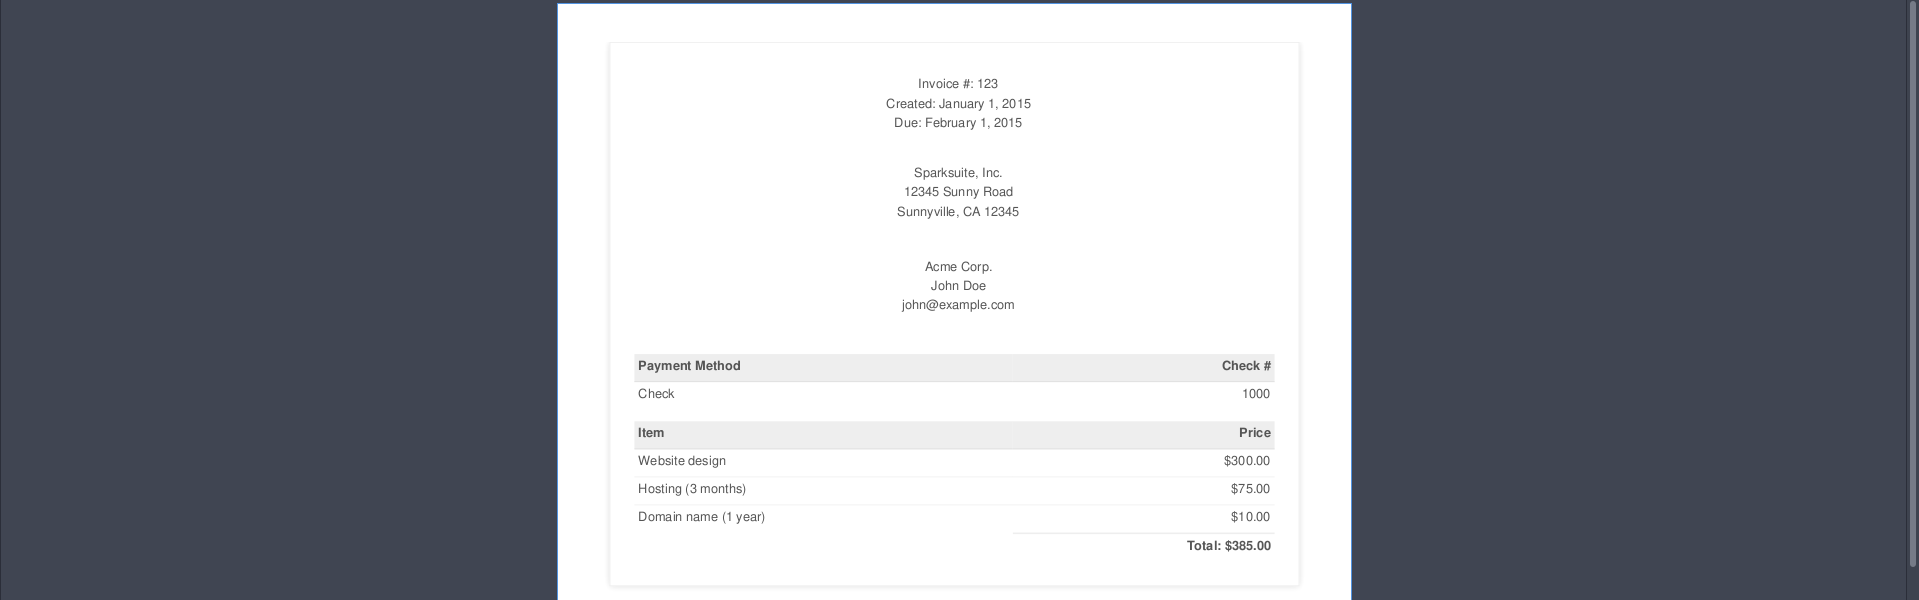 Invoice #: 123
Created: January 1, 2015
Due: February 1, 2015
Sparksuite, Inc.
12345 Sunny Road
Sunnyville, CA 12345
Acme Corp.
John Doe
john@example.com
Payment Method Check #
Check 1000
Item Price
Website design $300.00
Hosting (3 months) $75.00
Domain name (1 year) $10.00
Total: $385.00